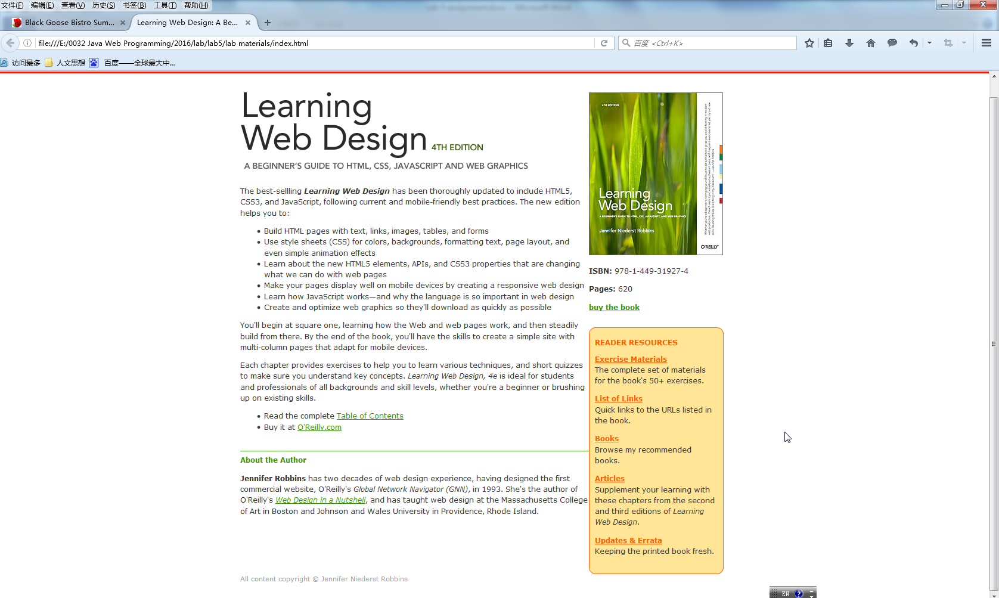 文件(F) 编辑(E) 查看(V) 历史(S) 书签(B) 工具(T) 帮助(H)
Black Goose Bistro Sum... Learning Web Design: A Be...
file:///E:/0032 Java Web Programming/2016/lab/lab5/lab materials/index.html
百度 <Ctrl+K>
访问最多 人文思想 百度——全球最大中...
Learning
Web Design 4TH EDITION
A BEGINNER'S GUIDE TO HTML, CSS, JAVASCRIPT AND WEB GRAPHICS
The best-sellling Learning Web Design has been thoroughly updated to include HTML5,
CSS3, and JavaScript, following current and mobile-friendly best practices. The new edition
helps you to:
• Build HTML pages with text, links, images, tables, and forms
• Use style sheets (CSS) for colors, backgrounds, formatting text, page layout, and
even simple animation effects
• Learn about the new HTML5 elements, APIs, and CSS3 properties that are changing
what we can do with web pages
• Make your pages display well on mobile devices by creating a responsive web design
• Learn how JavaScript works—and why the language is so important in web design
• Create and optimize web graphics so they'll download as quickly as possible
You'll begin at square one, learning how the Web and web pages work, and then steadily
build from there. By the end of the book, you'll have the skills to create a simple site with
multi-column pages that adapt for mobile devices.
Each chapter provides exercises to help you to learn various techniques, and short quizzes
to make sure you understand key concepts. Learning Web Design, 4e is ideal for students
and professionals of all backgrounds and skill levels, whether you're a beginner or brushing
up on existing skills.
• Read the complete Table of Contents
• Buy it at O'Reilly.com
About the Author
Jennifer Robbins has two decades of web design experience, having designed the first
commercial website, O'Reilly's Global Network Navigator (GNN), in 1993. She's the author of
O'Reilly's Web Design in a Nutshell, and has taught web design at the Massachusetts College
of Art in Boston and Johnson and Wales University in Providence, Rhode Island.
All content copyright © Jennifer Niederst Robbins
4TH EDITION
Learning
Web Design
A BEGINNER'S GUIDE TO HTML, CSS, JAVASCRIPT, AND WEB GRAPHICS
Jennifer Niederst Robbins
O'REILLY
ISBN: 978-1-449-31927-4
Pages: 620
buy the book
READER RESOURCES
Exercise Materials
The complete set of materials
for the book's 50+ exercises.
List of Links
Quick links to the URLs listed in
the book.
Books
Browse my recommended
books.
Articles
Supplement your learning with
these chapters from the second
and third editions of Learning
Web Design.
Updates & Errata
Keeping the printed book fresh.
EN